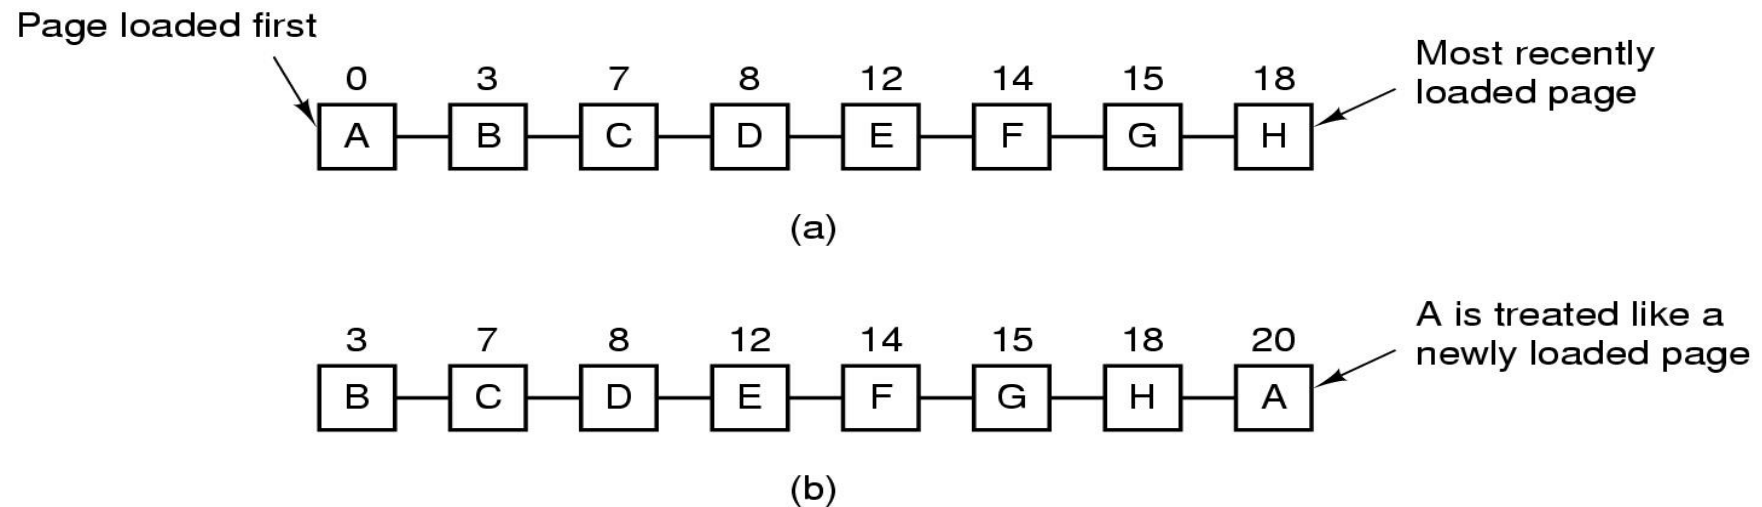 Page loaded first
0 3 7 8 12 14 15 18
Most recently
loaded page
A B C D E F G H
(a)
3 7 8 12 14 15 18 20
A is treated like a
newly loaded page
B C D E F G H A
(b)